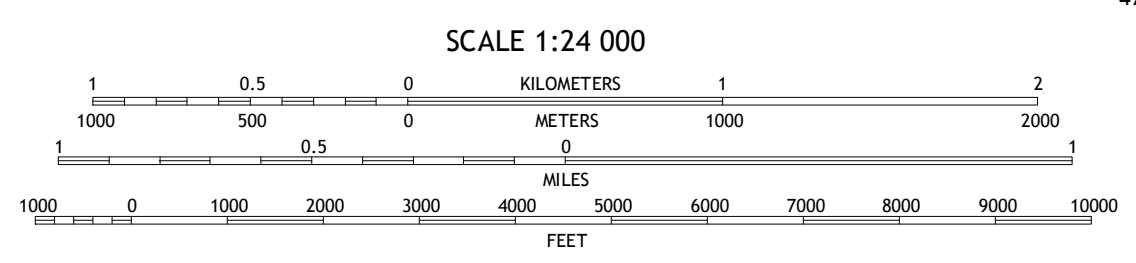 SCALE 1:24 000
1 0.5 0 KILOMETERS 1 2
1000 500 0 METERS 1000 2000
1 0.5 0 1
MILES
1000 0 1000 2000 3000 4000 5000 6000 7000 8000 9000 10000
FEET